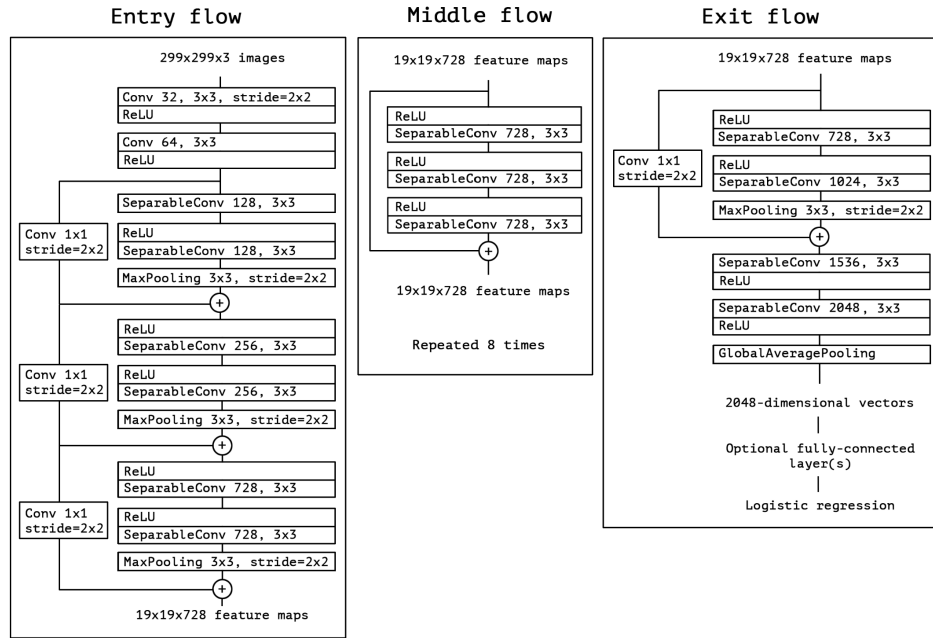 Entry flow
299x299x3 images
Conv 32, 3x3, stride=2x2
ReLU
Conv 64, 3x3
ReLU
SeparableConv 128, 3x3
Conv 1x1
stride=2x2
ReLU
SeparableConv 128, 3x3
MaxPooling 3x3, stride=2x2
+
ReLU
SeparableConv 256, 3x3
Conv 1x1
stride=2x2
ReLU
SeparableConv 256, 3x3
MaxPooling 3x3, stride=2x2
+
ReLU
SeparableConv 728, 3x3
Conv 1x1
stride=2x2
ReLU
SeparableConv 728, 3x3
MaxPooling 3x3, stride=2x2
+
19x19x728 feature maps
Middle flow
19x19x728 feature maps
ReLU
SeparableConv 728, 3x3
ReLU
SeparableConv 728, 3x3
ReLU
SeparableConv 728, 3x3
+
19x19x728 feature maps
Repeated 8 times
Exit flow
19x19x728 feature maps
ReLU
SeparableConv 728, 3x3
Conv 1x1
stride=2x2
ReLU
SeparableConv 1024, 3x3
MaxPooling 3x3, stride=2x2
+
SeparableConv 1536, 3x3
ReLU
SeparableConv 2048, 3x3
ReLU
GlobalAveragePooling
2048-dimensional vectors
Optional fully-connected
layer(s)
Logistic regression